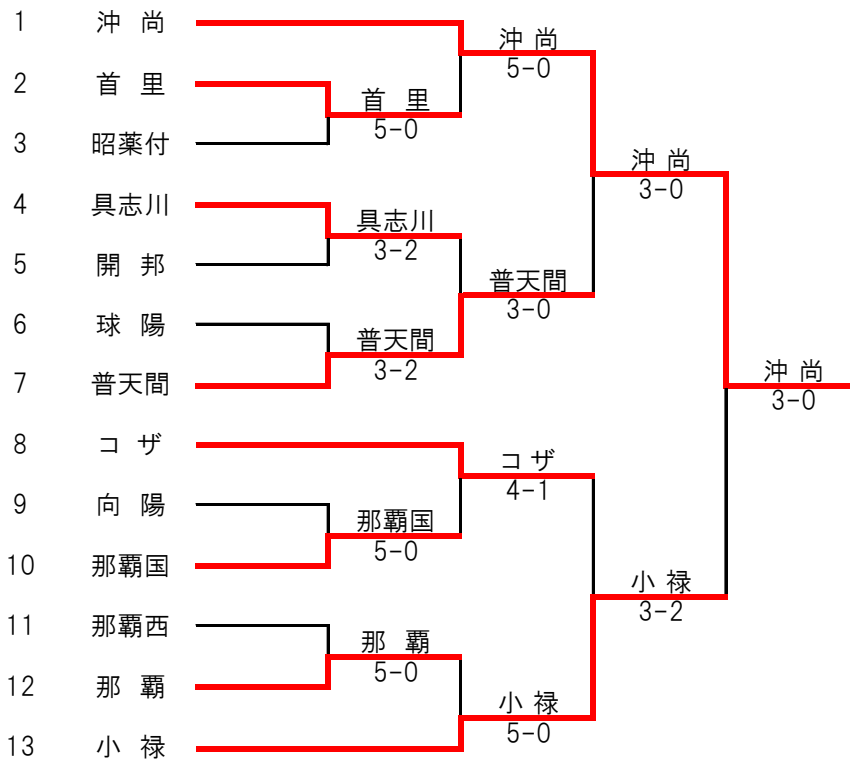 1 沖 尚
2 首 里
3 昭薬付
4 具志川
5 開 邦
6 球 陽
7 普天間
8 コ ザ
9 向 陽
10 那覇国
11 那覇西
12 那 覇
13 小 禄
首 里
5-0
具志川
3-2
普天間
3-2
那覇国
5-0
那 覇
5-0
沖 尚
5-0
普天間
3-0
コ ザ
4-1
小 禄
5-0
沖 尚
3-0
小 禄
3-2
沖 尚
3-0